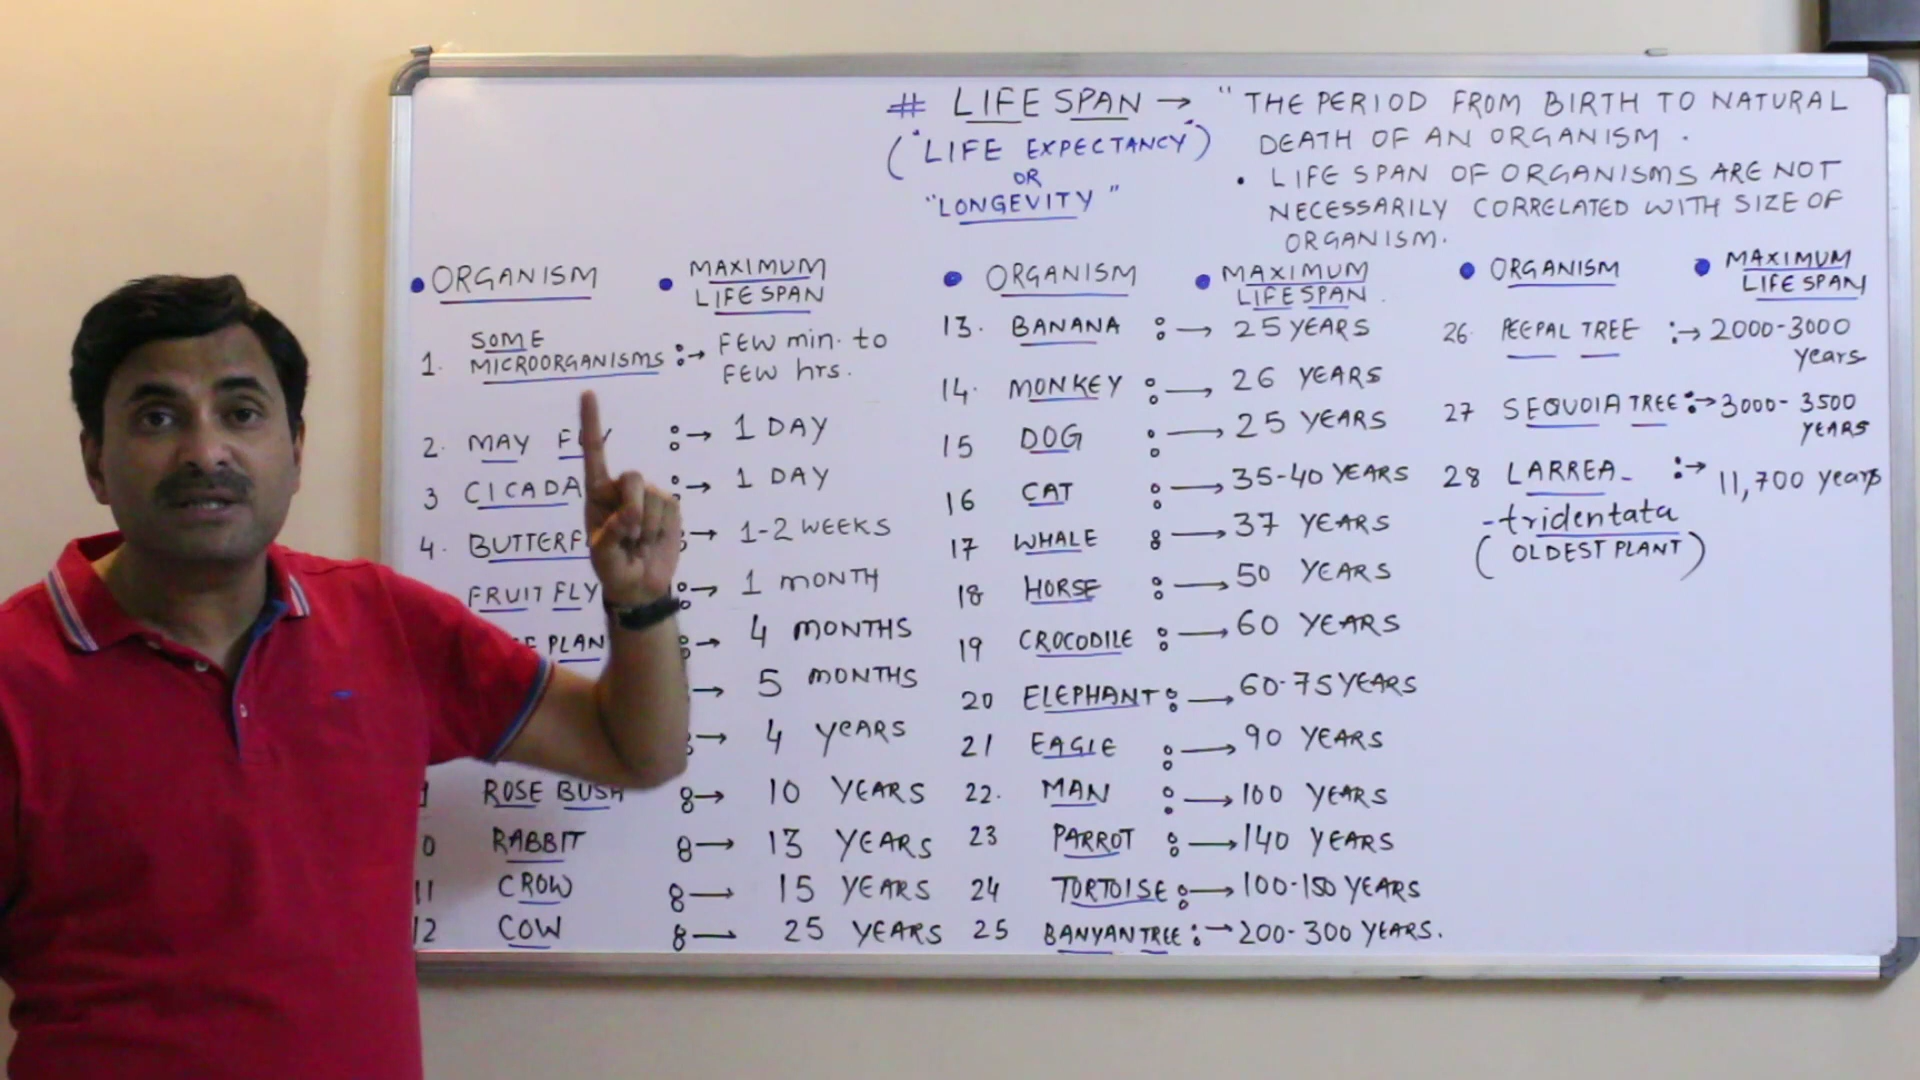 # LIFE SPAN → " THE PERIOD FROM BIRTH TO NATURAL
DEATH OF AN ORGANISM .
("LIFE EXPECTANCY")
OR
"LONGEVITY"
• LIFE SPAN OF ORGANISMS ARE NOT
NECESSARILY CORRELATED WITH SIZE OF
ORGANISM.
• ORGANISM • MAXIMUM
LIFE SPAN
1. SOME
MICROORGANISMS :→ FEW min. to
FEW hrs.
2. MAY FLY :→ 1 DAY
3 CICADA :→ 1 DAY
4. BUTTERF :→ 1-2 WEEKS
FRUIT FLY :→ 1 MONTH
PLAN :→ 4 MONTHS
→ 5 MONTHS
:→ 4 YEARS
ROSE BUSH :→ 10 YEARS
0 RABBIT :→ 13 YEARS
11 CROW :→ 15 YEARS
12 COW :→ 25 YEARS
• ORGANISM • MAXIMUM
LIFE SPAN .
13. BANANA :→ 25 YEARS
14. MONKEY :→ 26 YEARS
15 DOG :→ 25 YEARS
16 CAT :→ 35-40 YEARS
17 WHALE :→ 37 YEARS
18 HORSE :→ 50 YEARS
19 CROCODILE :→ 60 YEARS
20 ELEPHANT :→ 60-75 YEARS
21 EAGLE :→ 90 YEARS
22. MAN :→ 100 YEARS
23 PARROT :→ 140 YEARS
24 TORTOISE :→ 100-150 YEARS
25 BANYAN TREE :→ 200-300 YEARS.
• ORGANISM • MAXIMUM
LIFE SPAN
26 PEEPAL TREE :→ 2000-3000
years
27 SEQUOIA TREE :→ 3000-3500
YEARS
28 LARREA- :→ 11,700 years
-tridentata
(OLDEST PLANT)